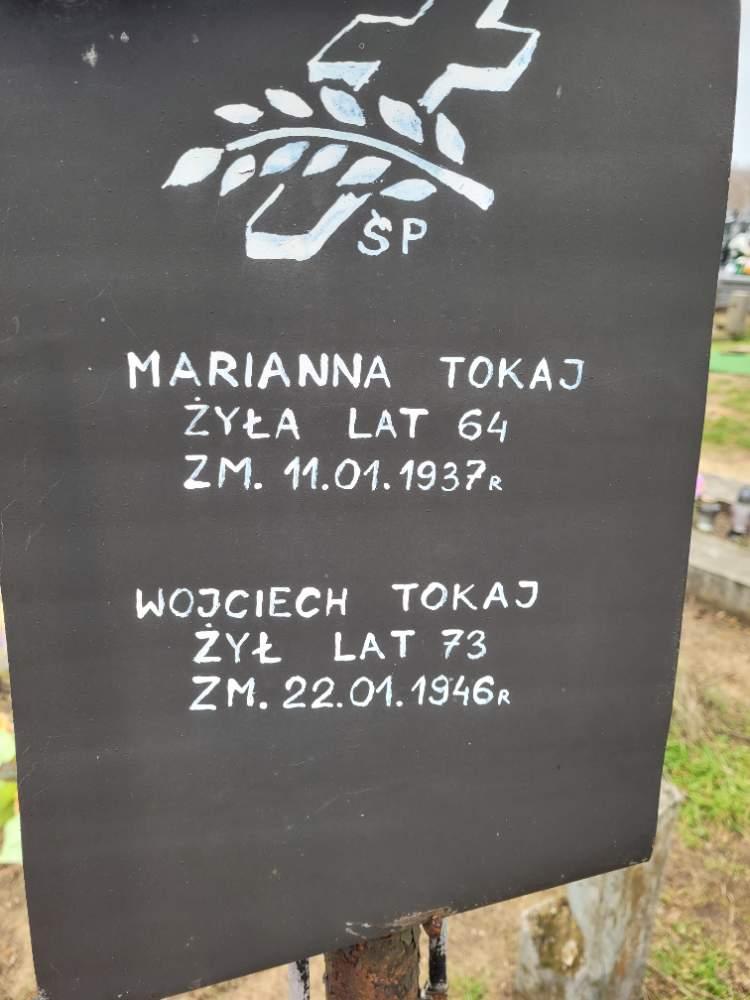 ŚP
MARIANNA TOKAJ
ŻYŁA LAT 64
ZM. 11.01.1937R
WOJCIECH TOKAJ
ŻYŁ LAT 73
ZM. 22.01.1946R